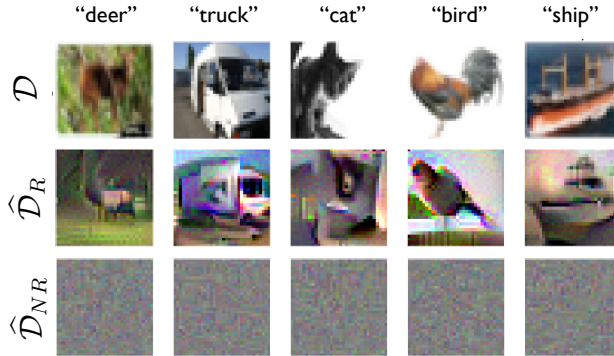 “deer” “truck” “cat” “bird” “ship”
𝒟
𝒟̂_R
𝒟̂_NR